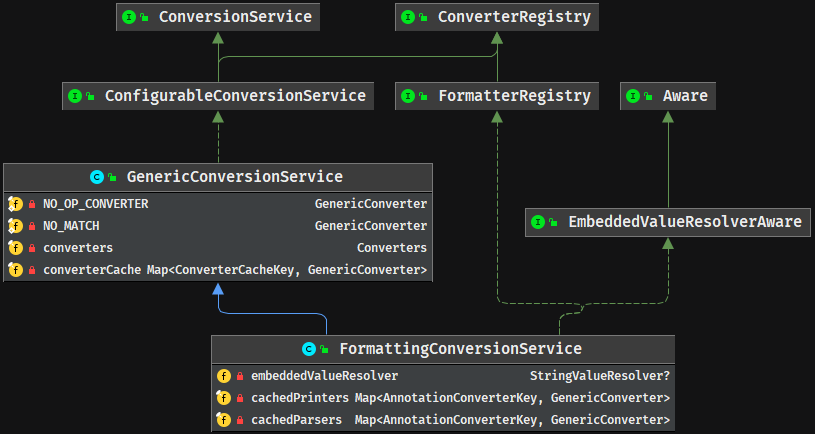 ConversionService
ConverterRegistry
ConfigurableConversionService
FormatterRegistry
Aware
GenericConversionService
NO_OP_CONVERTER GenericConverter
NO_MATCH GenericConverter
converters Converters
converterCache Map<ConverterCacheKey, GenericConverter>
EmbeddedValueResolverAware
FormattingConversionService
embeddedValueResolver StringValueResolver?
cachedPrinters Map<AnnotationConverterKey, GenericConverter>
cachedParsers Map<AnnotationConverterKey, GenericConverter>